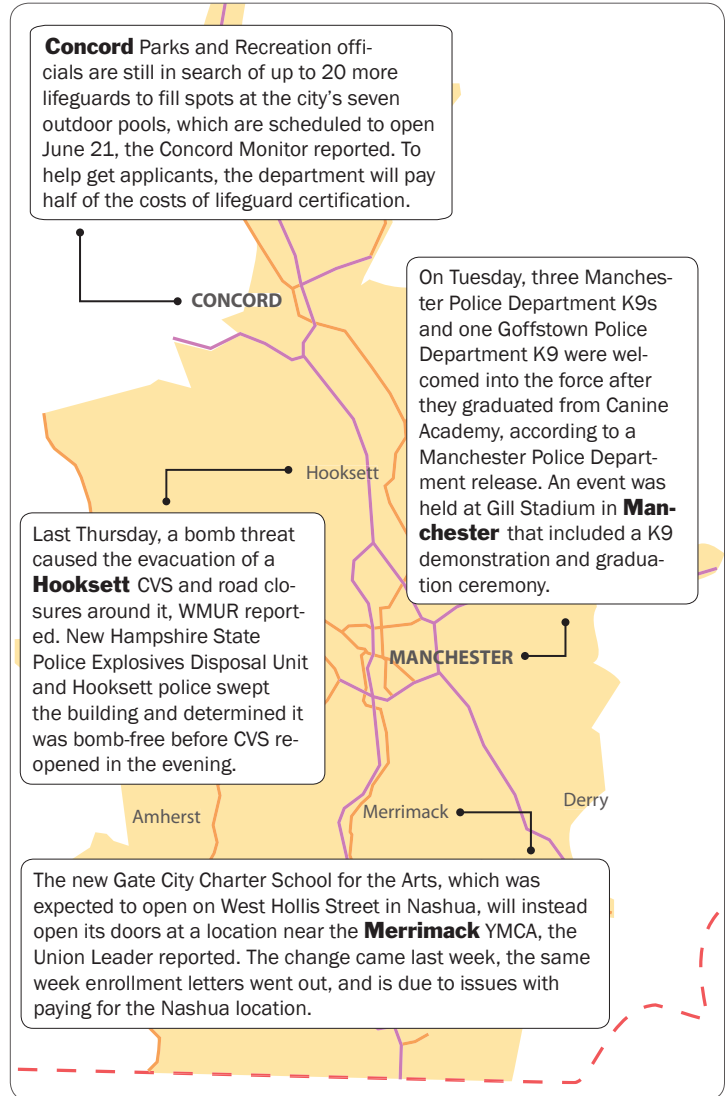 Concord Parks and Recreation offi-
cials are still in search of up to 20 more
lifeguards to fill spots at the city's seven
outdoor pools, which are scheduled to open
June 21, the Concord Monitor reported. To
help get applicants, the department will pay
half of the costs of lifeguard certification.
CONCORD
On Tuesday, three Manches-
ter Police Department K9s
and one Goffstown Police
Department K9 were wel-
comed into the force after
they graduated from Canine
Academy, according to a
Manchester Police Depart-
ment release. An event was
held at Gill Stadium in Man-
chester that included a K9
demonstration and gradua-
tion ceremony.
Hooksett
Last Thursday, a bomb threat
caused the evacuation of a
Hooksett CVS and road clo-
sures around it, WMUR report-
ed. New Hampshire State
Police Explosives Disposal Unit
and Hooksett police swept
the building and determined it
was bomb-free before CVS re-
opened in the evening.
MANCHESTER
Amherst
Merrimack
Derry
The new Gate City Charter School for the Arts, which was
expected to open on West Hollis Street in Nashua, will instead
open its doors at a location near the Merrimack YMCA, the
Union Leader reported. The change came last week, the same
week enrollment letters went out, and is due to issues with
paying for the Nashua location.